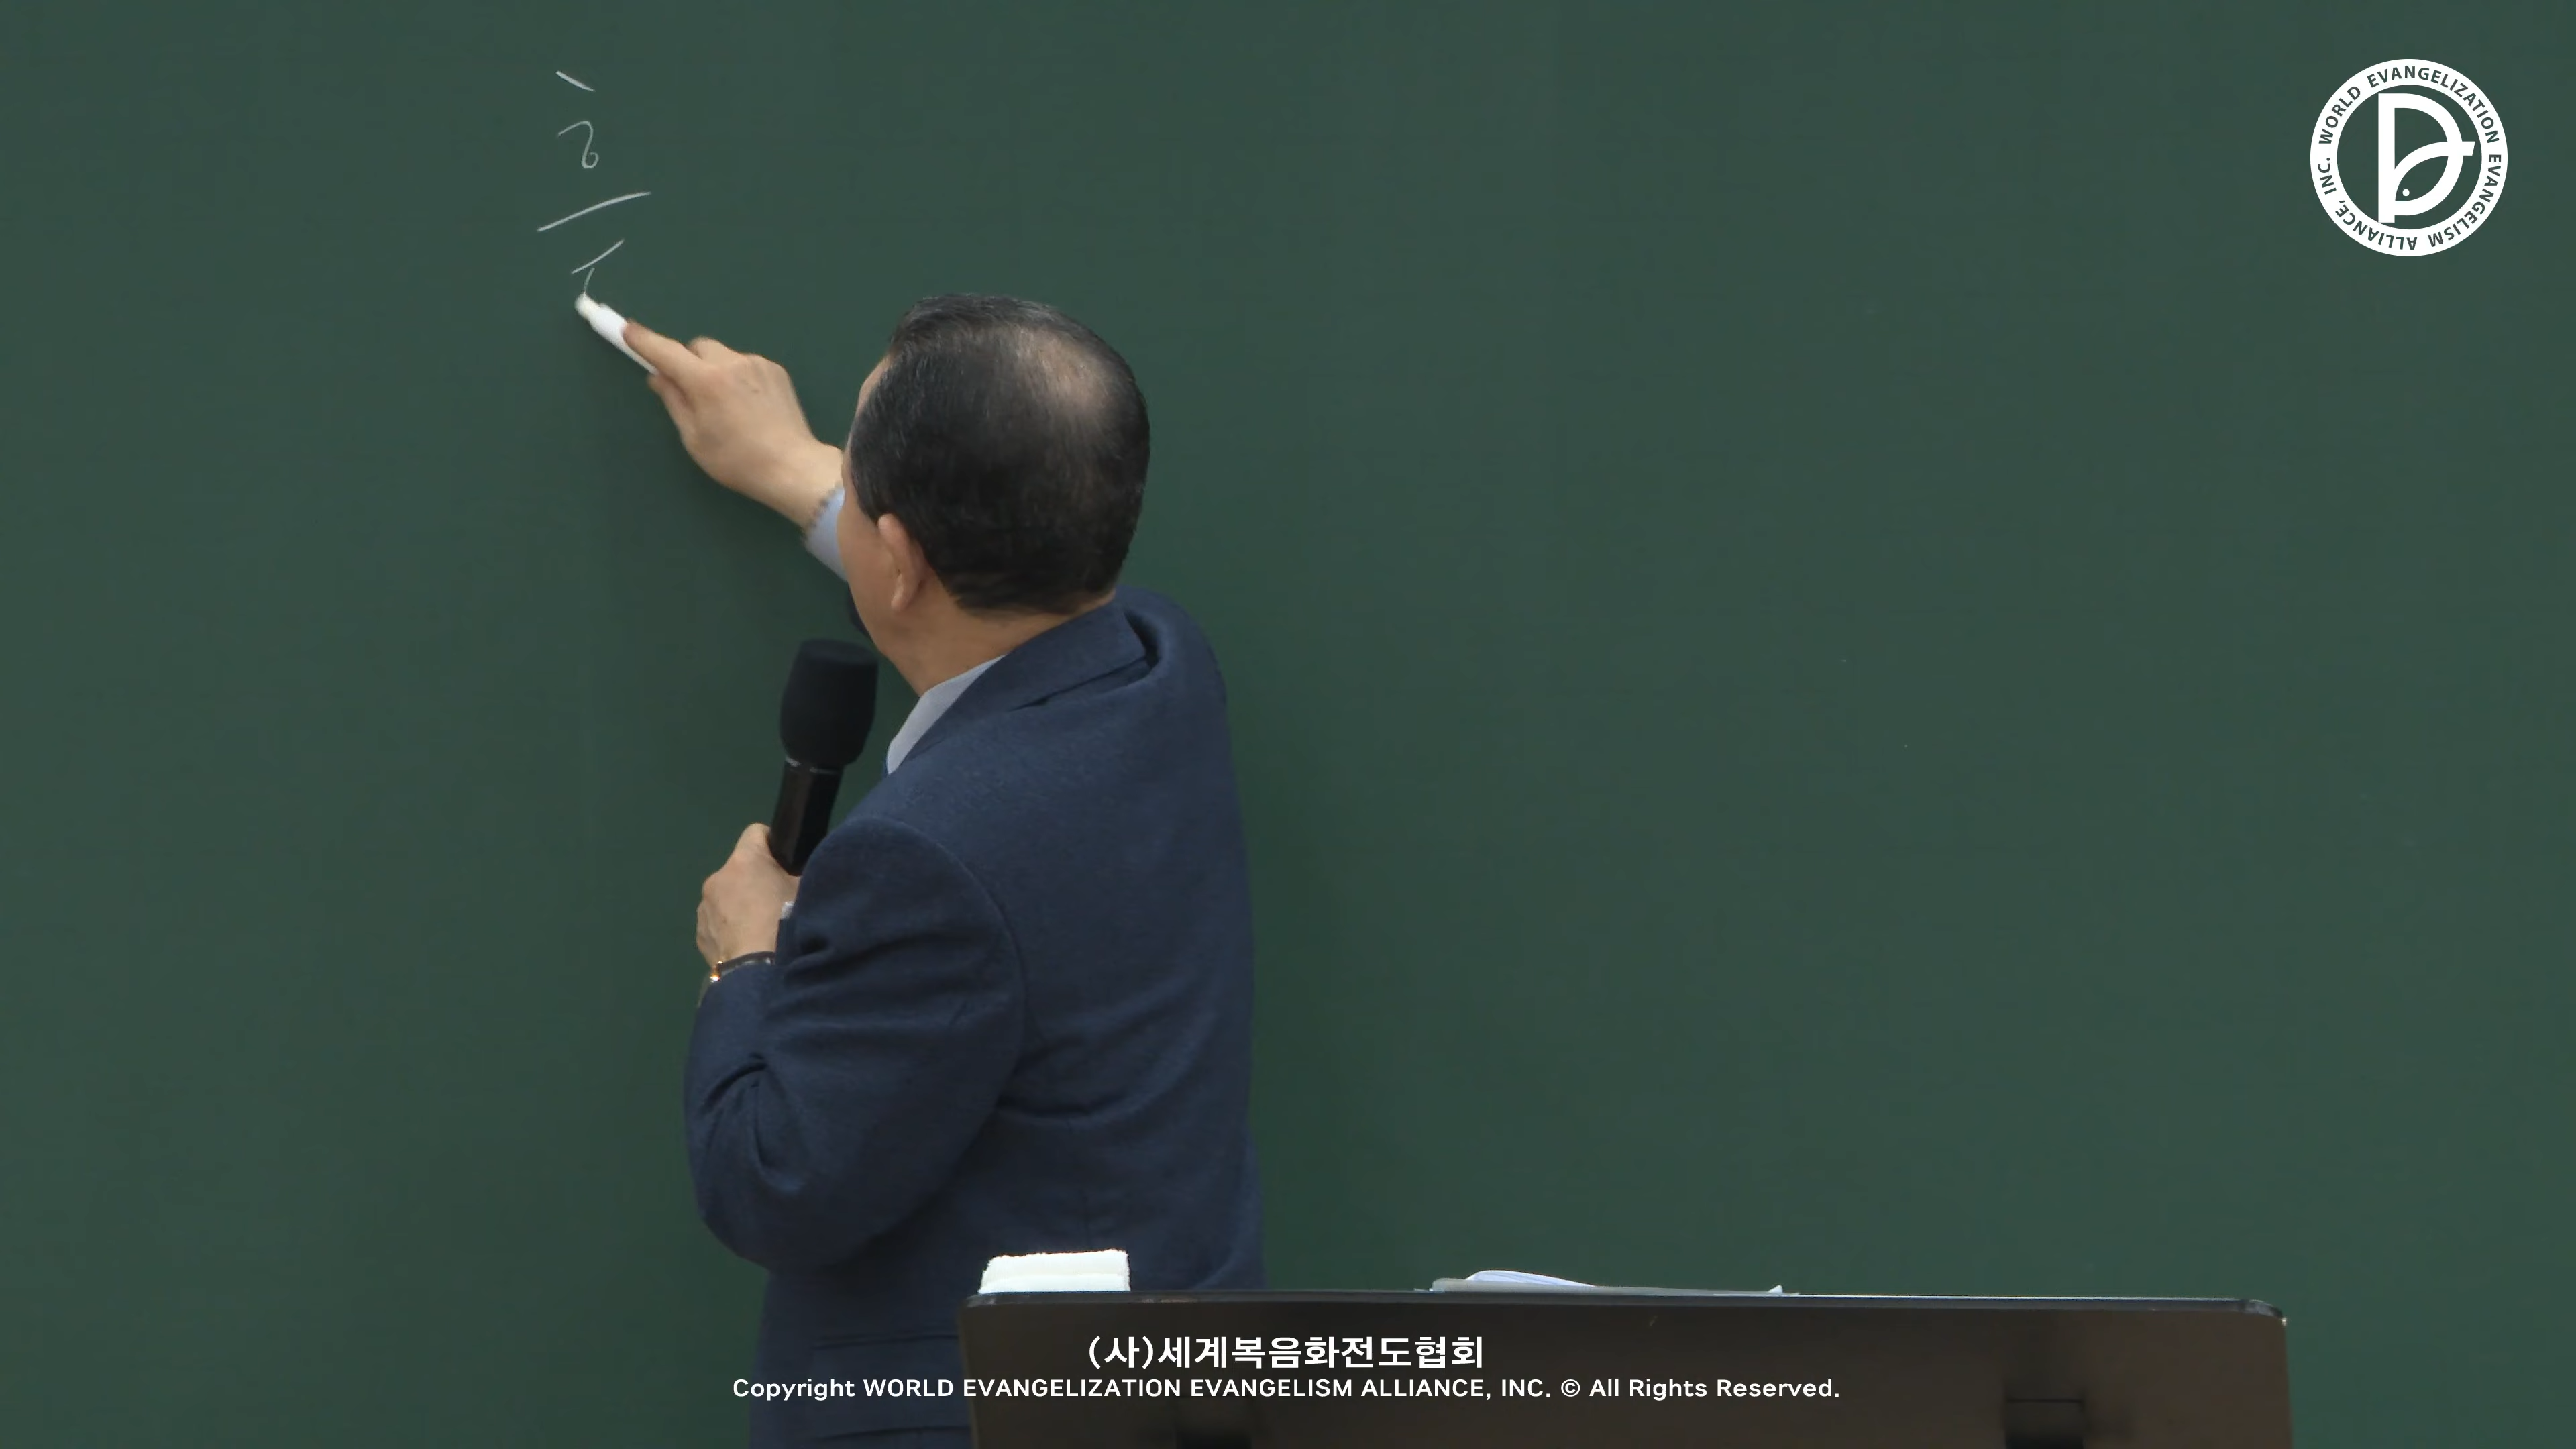 WORLD EVANGELIZATION EVANGELISM ALLIANCE, INC.
(사)세계복음화전도협회
Copyright WORLD EVANGELIZATION EVANGELISM ALLIANCE, INC. © All Rights Reserved.